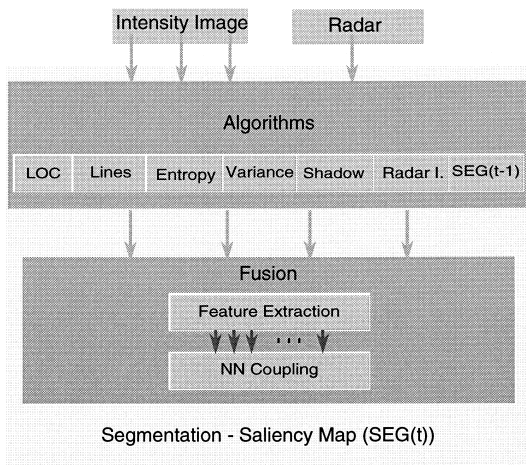 Intensity Image
Radar
Algorithms
LOC Lines Entropy Variance Shadow Radar I. SEG(t-1)
Fusion
Feature Extraction
...
NN Coupling
Segmentation - Saliency Map (SEG(t))